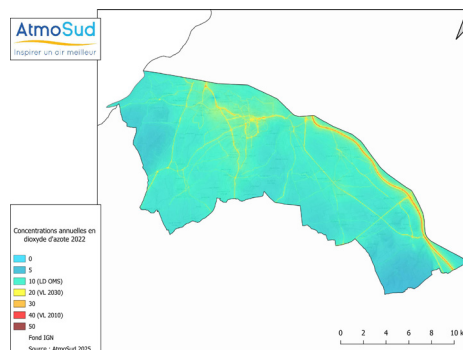 AtmoSud
Inspirer un air meilleur
Concentrations annuelles en
dioxyde d'azote 2022
0
5
10 (LD OMS)
20 (VL 2030)
30
40 (VL 2010)
50
Fond IGN
Source : AtmoSud 2025
0 2 4 6 8 10 k